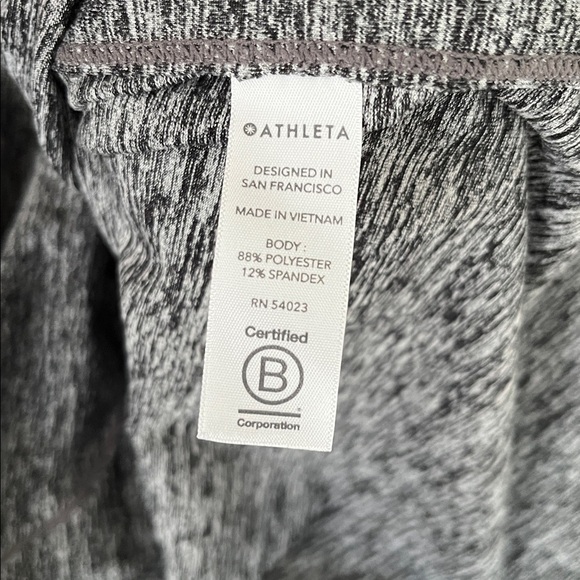 ATHLETA
DESIGNED IN
SAN FRANCISCO
MADE IN VIETNAM
BODY :
88% POLYESTER
12% SPANDEX
RN 54023
Certified
B
Corporation